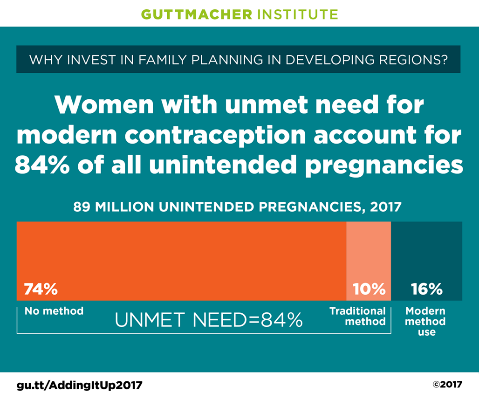 GUTTMACHER INSTITUTE
WHY INVEST IN FAMILY PLANNING IN DEVELOPING REGIONS?
Women with unmet need for
modern contraception account for
84% of all unintended pregnancies
89 MILLION UNINTENDED PREGNANCIES, 2017
74%
10%
16%
No method
Traditional
method
Modern
method
use
UNMET NEED=84%
gu.tt/AddingItUp2017
©2017